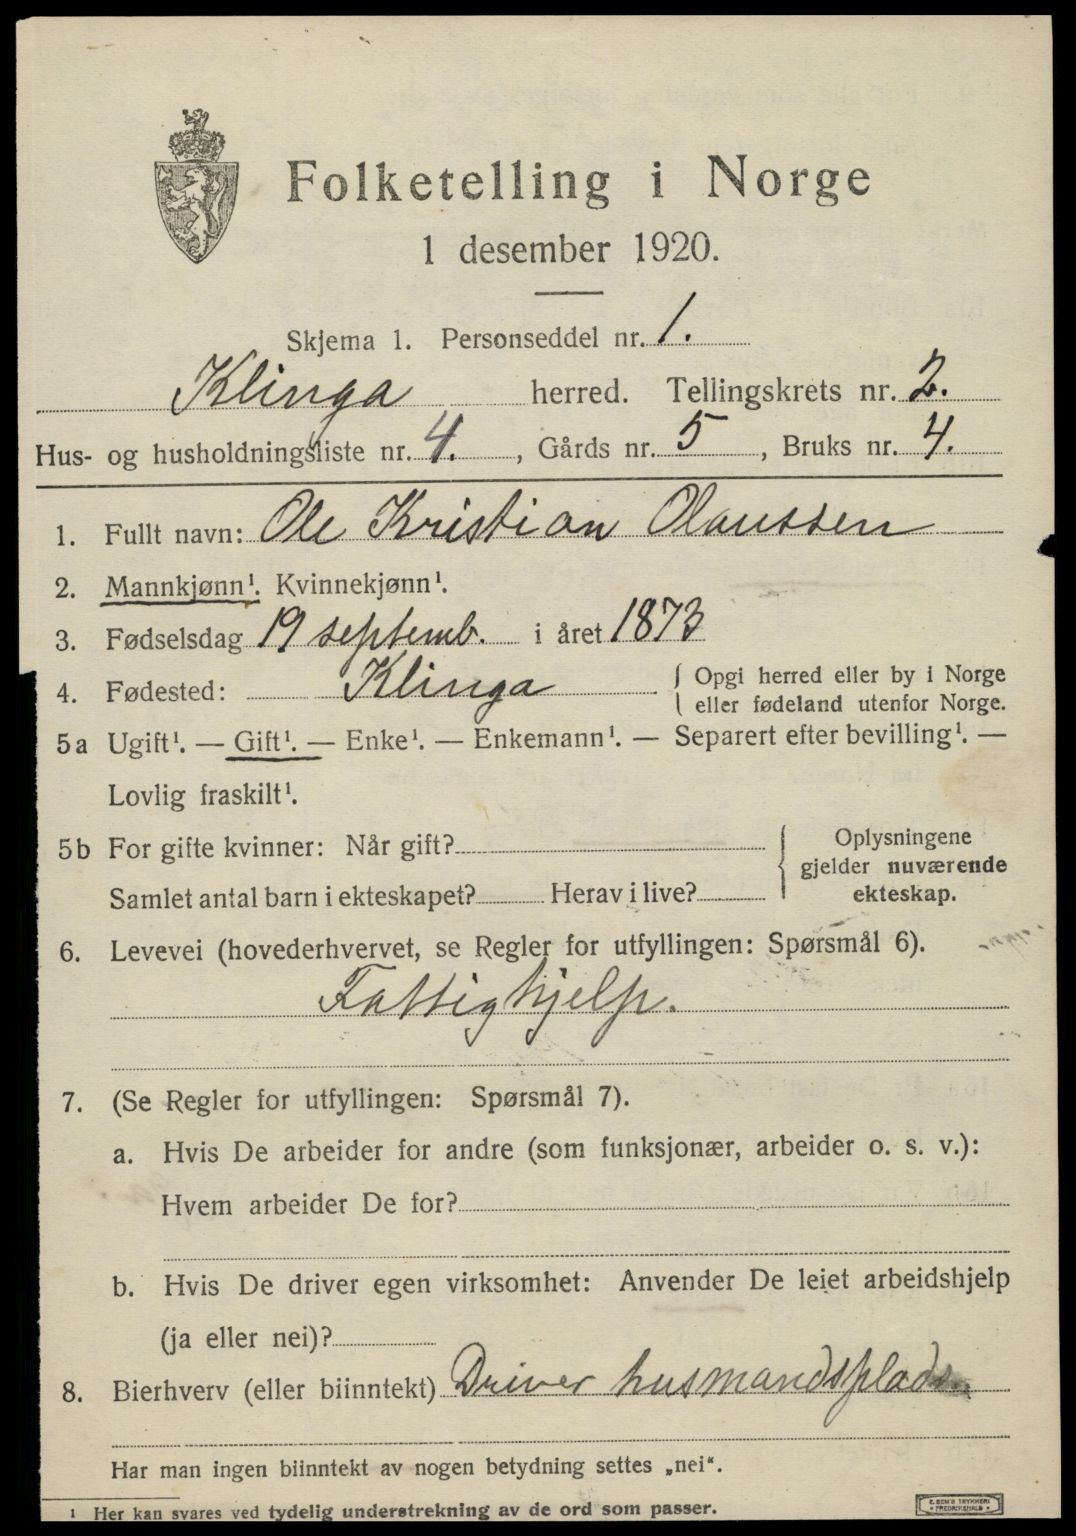 Folketelling i Norge
1 desember 1920.
Skjema 1. Personseddel nr. 1.
Klinga herred. Tellingskrets nr. 2.
Hus- og husholdningsliste nr. 4., Gårds nr. 5, Bruks nr. 4.
1. Fullt navn: Ole Kristian Olaussen
2. Mannkjønn¹. Kvinnekjønn¹.
3. Fødselsdag 19 septemb. i året 1873
4. Fødested: Klinga { Opgi herred eller by i Norge
eller fødeland utenfor Norge.
5a Ugift¹. — Gift¹. — Enke¹. — Enkemann¹. — Separert efter bevilling¹. —
Lovlig fraskilt¹.
5b For gifte kvinner: Når gift?
Samlet antal barn i ekteskapet? Herav i live?
{ Oplysningene
gjelder nuværende
ekteskap.
6. Levevei (hovederhvervet, se Regler for utfyllingen: Spørsmål 6).
Fattighjelp.
7. (Se Regler for utfyllingen: Spørsmål 7).
a. Hvis De arbeider for andre (som funksjonær, arbeider o. s. v.):
Hvem arbeider De for?
b. Hvis De driver egen virksomhet: Anvender De leiet arbeidshjelp
(ja eller nei)?
8. Bierhverv (eller biinntekt) Driver husmandsplads
Har man ingen biinntekt av nogen betydning settes „nei“.
¹ Her kan svares ved tydelig understrekning av de ord som passer.
E. SEM'S TRYKKERI
FREDRIKSHALD